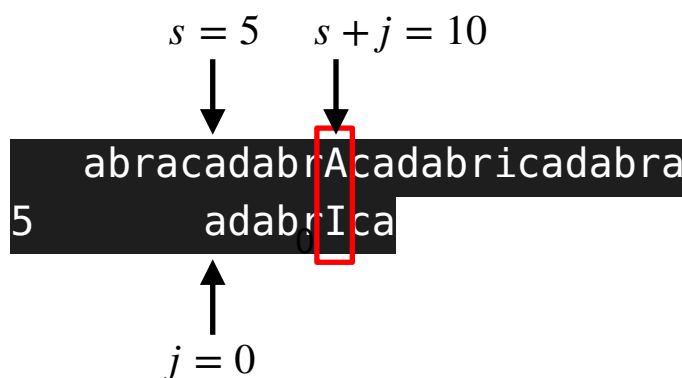 s = 5 s + j = 10
abracadabrAcadabricadabra
5 adabrIca
0
j = 0